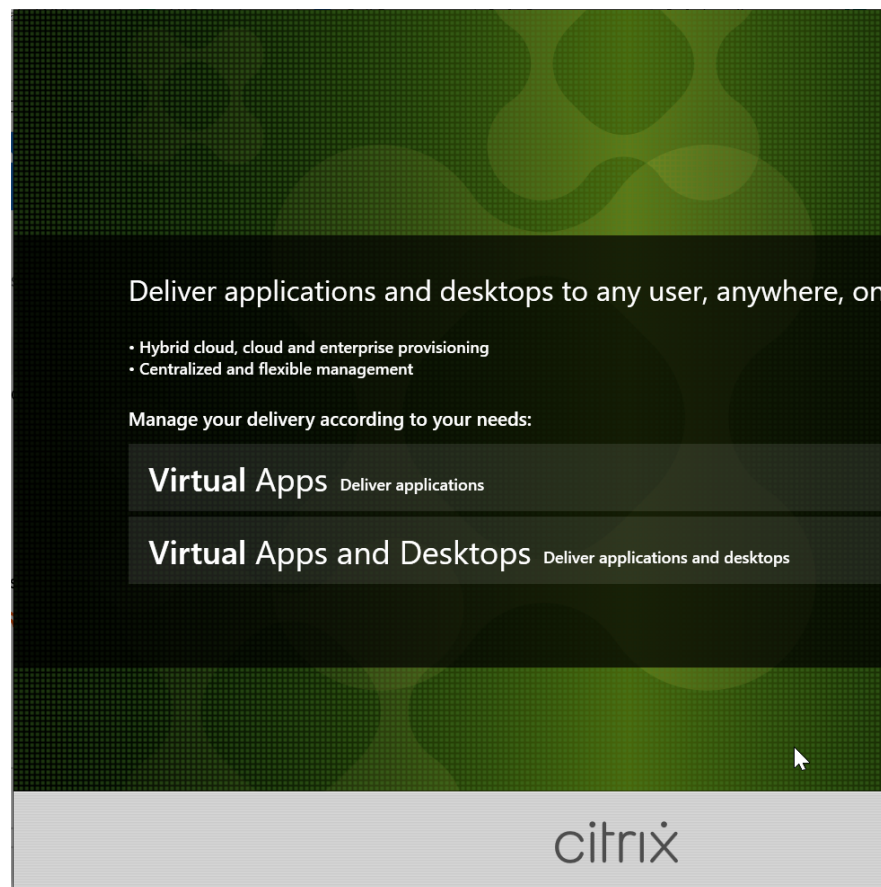 Deliver applications and desktops to any user, anywhere, on
• Hybrid cloud, cloud and enterprise provisioning
• Centralized and flexible management
Manage your delivery according to your needs:
Virtual Apps Deliver applications
Virtual Apps and Desktops Deliver applications and desktops
citrix